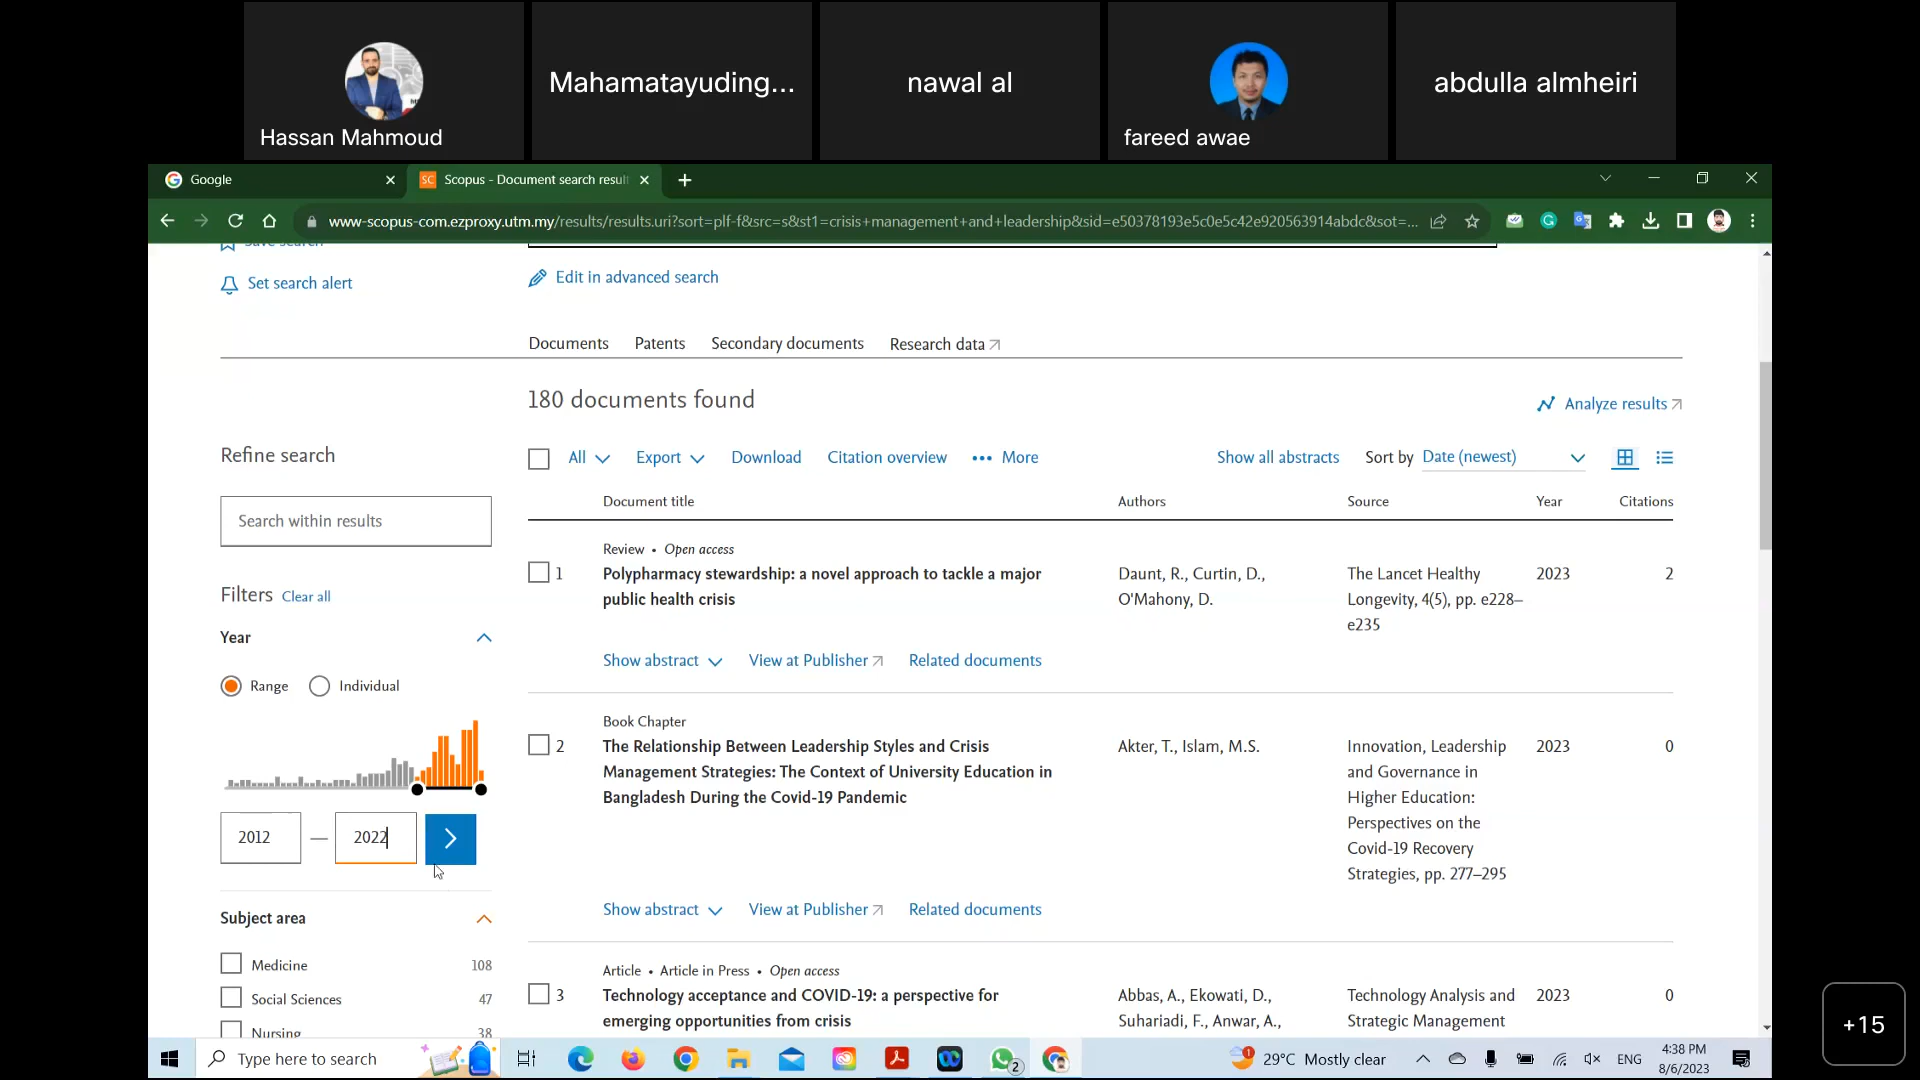 Hassan Mahmoud
Mahamatayuding...
nawal al
fareed awae
abdulla almheiri
Google
Scopus - Document search resul
www-scopus-com.ezproxy.utm.my/results/results.uri?sort=plf-f&src=s&st1=crisis+management+and+leadership&sid=e50378193e5c0e5c42e920563914abdc&sot=...
Save search
Set search alert
Edit in advanced search
Documents Patents Secondary documents Research data
180 documents found
Analyze results
Refine search
Search within results
Filters Clear all
Year
Range Individual
2012 — 2022
Subject area
Medicine 108
Social Sciences 47
Nursing 38
All Export Download Citation overview ••• More
Show all abstracts Sort by Date (newest)
Document title Authors Source Year Citations
Review • Open access
1 Polypharmacy stewardship: a novel approach to tackle a major
public health crisis
Daunt, R., Curtin, D.,
O'Mahony, D.
The Lancet Healthy
Longevity, 4(5), pp. e228–
e235
2023
2
Show abstract View at Publisher Related documents
Book Chapter
2 The Relationship Between Leadership Styles and Crisis
Management Strategies: The Context of University Education in
Bangladesh During the Covid-19 Pandemic
Akter, T., Islam, M.S.
Innovation, Leadership
and Governance in
Higher Education:
Perspectives on the
Covid-19 Recovery
Strategies, pp. 277–295
2023
0
Show abstract View at Publisher Related documents
Article • Article in Press • Open access
3 Technology acceptance and COVID-19: a perspective for
emerging opportunities from crisis
Abbas, A., Ekowati, D.,
Suhariadi, F., Anwar, A.,
Technology Analysis and
Strategic Management
2023
0
+15
Type here to search
2
1
29°C Mostly clear
ENG
4:38 PM
8/6/2023